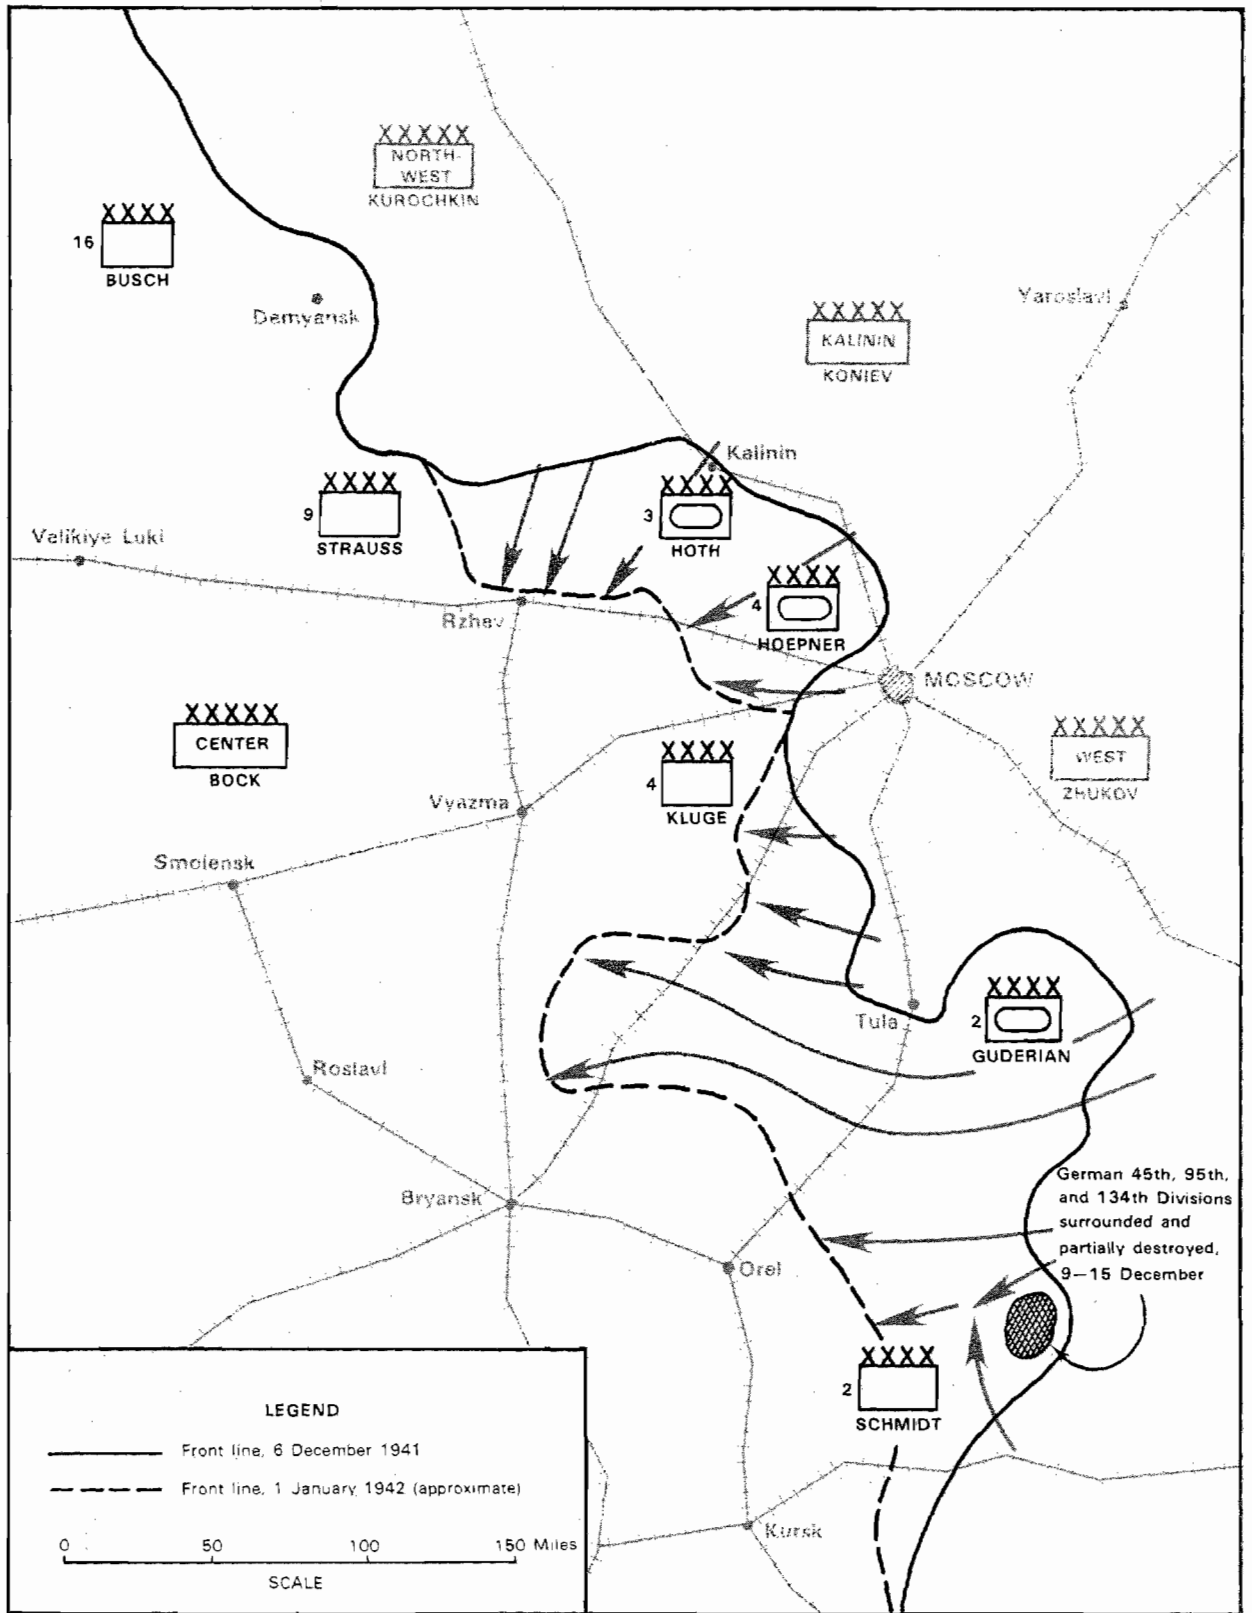 XXXXX
NORTH-
WEST
KUROCHKIN
XXXX
16
BUSCH
Demyansk
Yaroslavl
XXXXX
KALININ
KONIEV
Kalinin
XXXX
9
STRAUSS
XXXX
3
HOTH
Velikiye Luki
XXXX
4
HOEPNER
Rzhev
MOSCOW
XXXXX
CENTER
BOCK
XXXXX
WEST
ZHUKOV
XXXX
4
KLUGE
Vyazma
Smolensk
XXXX
2
GUDERIAN
Tula
Roslavl
German 45th, 95th,
and 134th Divisions
surrounded and
partially destroyed,
9–15 December
Bryansk
Orel
XXXX
2
SCHMIDT
LEGEND
Front line, 6 December 1941
Front line, 1 January 1942 (approximate)
0 50 100 150 Miles
SCALE
Kursk